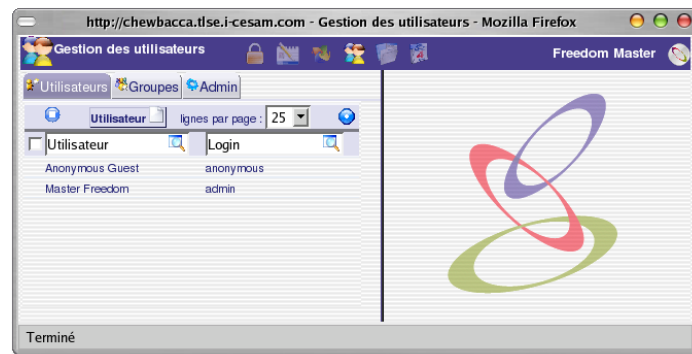 http://chewbacca.tlse.i-cesam.com - Gestion des utilisateurs - Mozilla Firefox
Gestion des utilisateurs Freedom Master
Utilisateurs Groupes Admin
Utilisateur lignes par page : 25
Utilisateur Login
Anonymous Guest anonymous
Master Freedom admin
Terminé